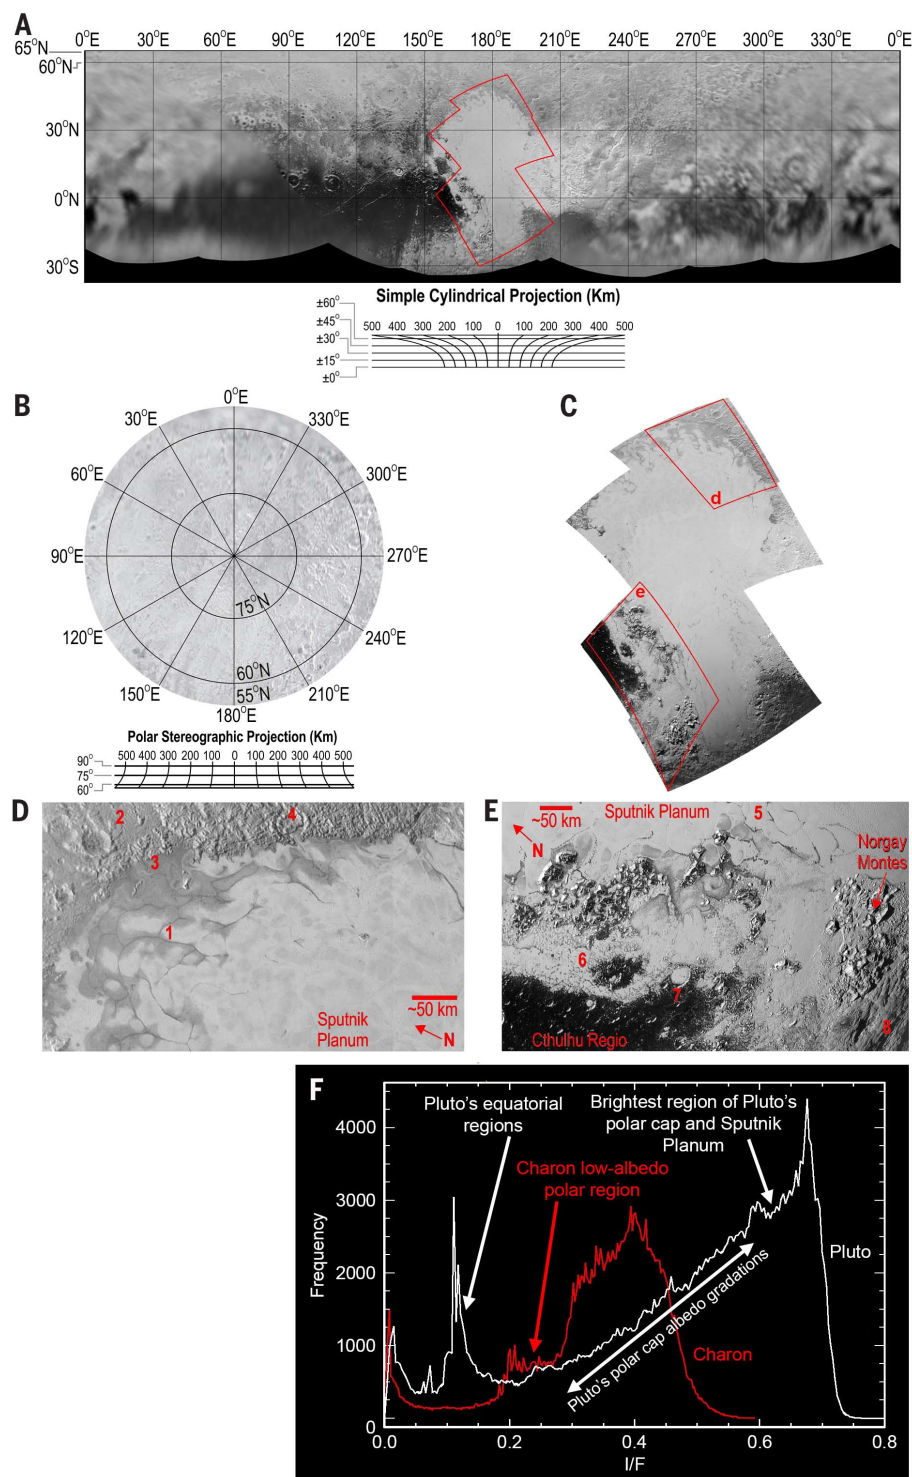 A
0°E 30°E 60°E 90°E 120°E 150°E 180°E 210°E 240°E 270°E 300°E 330°E 0°E
65°N
60°N
30°N
0°N
30°S
Simple Cylindrical Projection (Km)
±60°
±45°
±30°
±15°
±0°
500 400 300 200 100 0 100 200 300 400 500
B
0°E
30°E
330°E
60°E
300°E
90°E
270°E
120°E
240°E
150°E
210°E
180°E
75°N
60°N
55°N
Polar Stereographic Projection (Km)
500 400 300 200 100 0 100 200 300 400 500
90°
75°
60°
C
d
e
D
2
4
3
1
~50 km
Sputnik
Planum
N
E
~50 km
Sputnik Planum
5
N
Norgay
Montes
6
7
8
Cthulhu Regio
F
Pluto's equatorial
regions
Brightest region of Pluto's
polar cap and Sputnik
Planum
Charon low-albedo
polar region
Pluto
Pluto's polar cap albedo gradations
Charon
Frequency
4000
3000
2000
1000
0
0.0 0.2 0.4 0.6 0.8
I/F